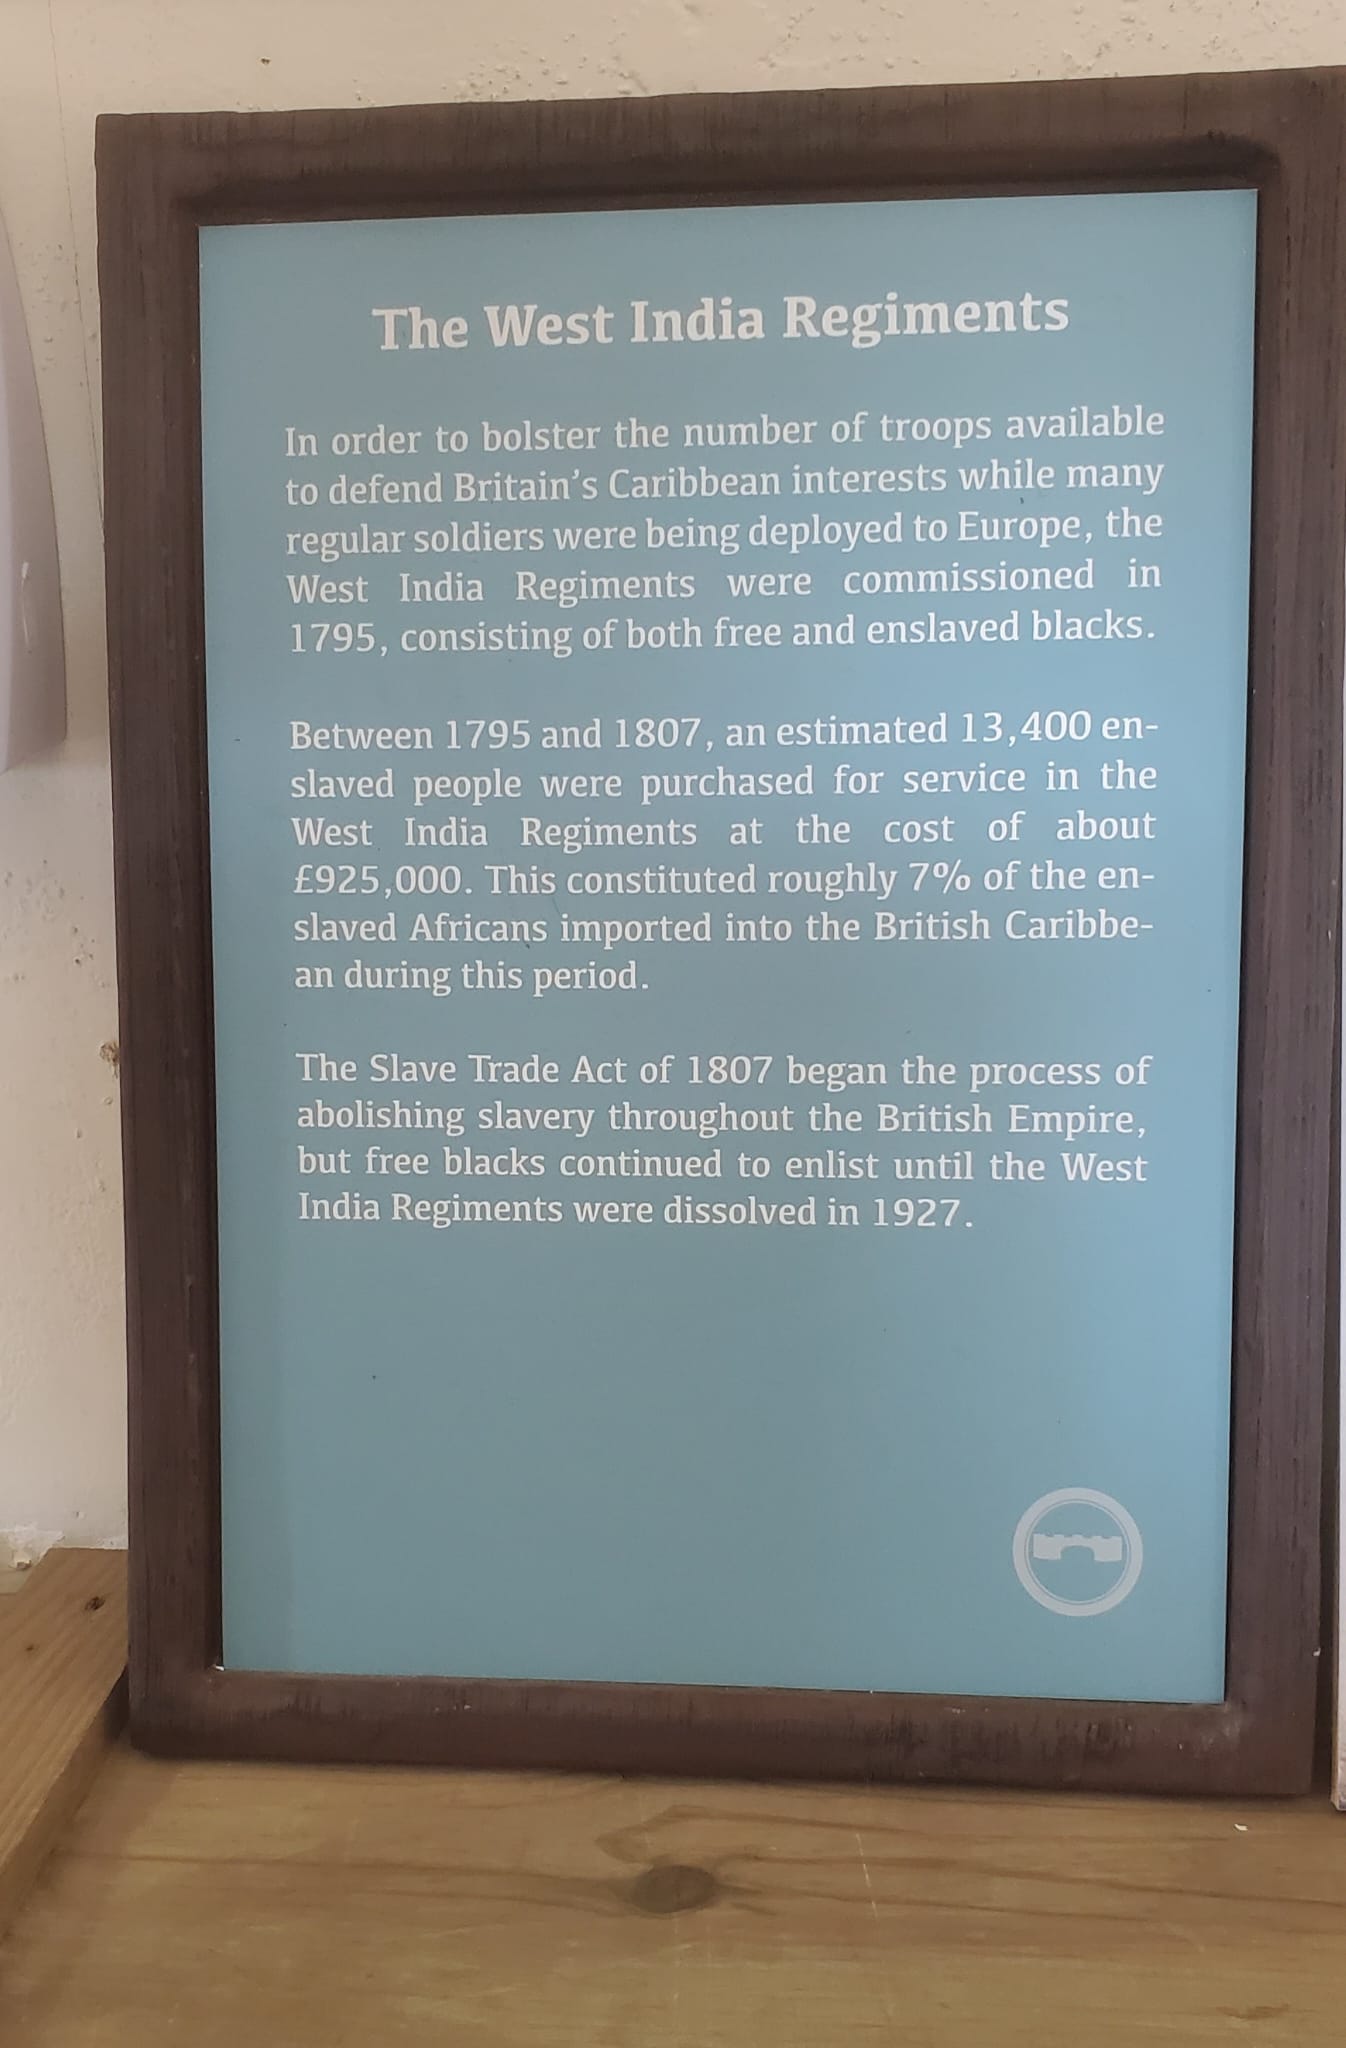 The West India Regiments
In order to bolster the number of troops available
to defend Britain's Caribbean interests while many
regular soldiers were being deployed to Europe, the
West India Regiments were commissioned in
1795, consisting of both free and enslaved blacks.
Between 1795 and 1807, an estimated 13,400 en-
slaved people were purchased for service in the
West India Regiments at the cost of about
£925,000. This constituted roughly 7% of the en-
slaved Africans imported into the British Caribbe-
an during this period.
The Slave Trade Act of 1807 began the process of
abolishing slavery throughout the British Empire,
but free blacks continued to enlist until the West
India Regiments were dissolved in 1927.